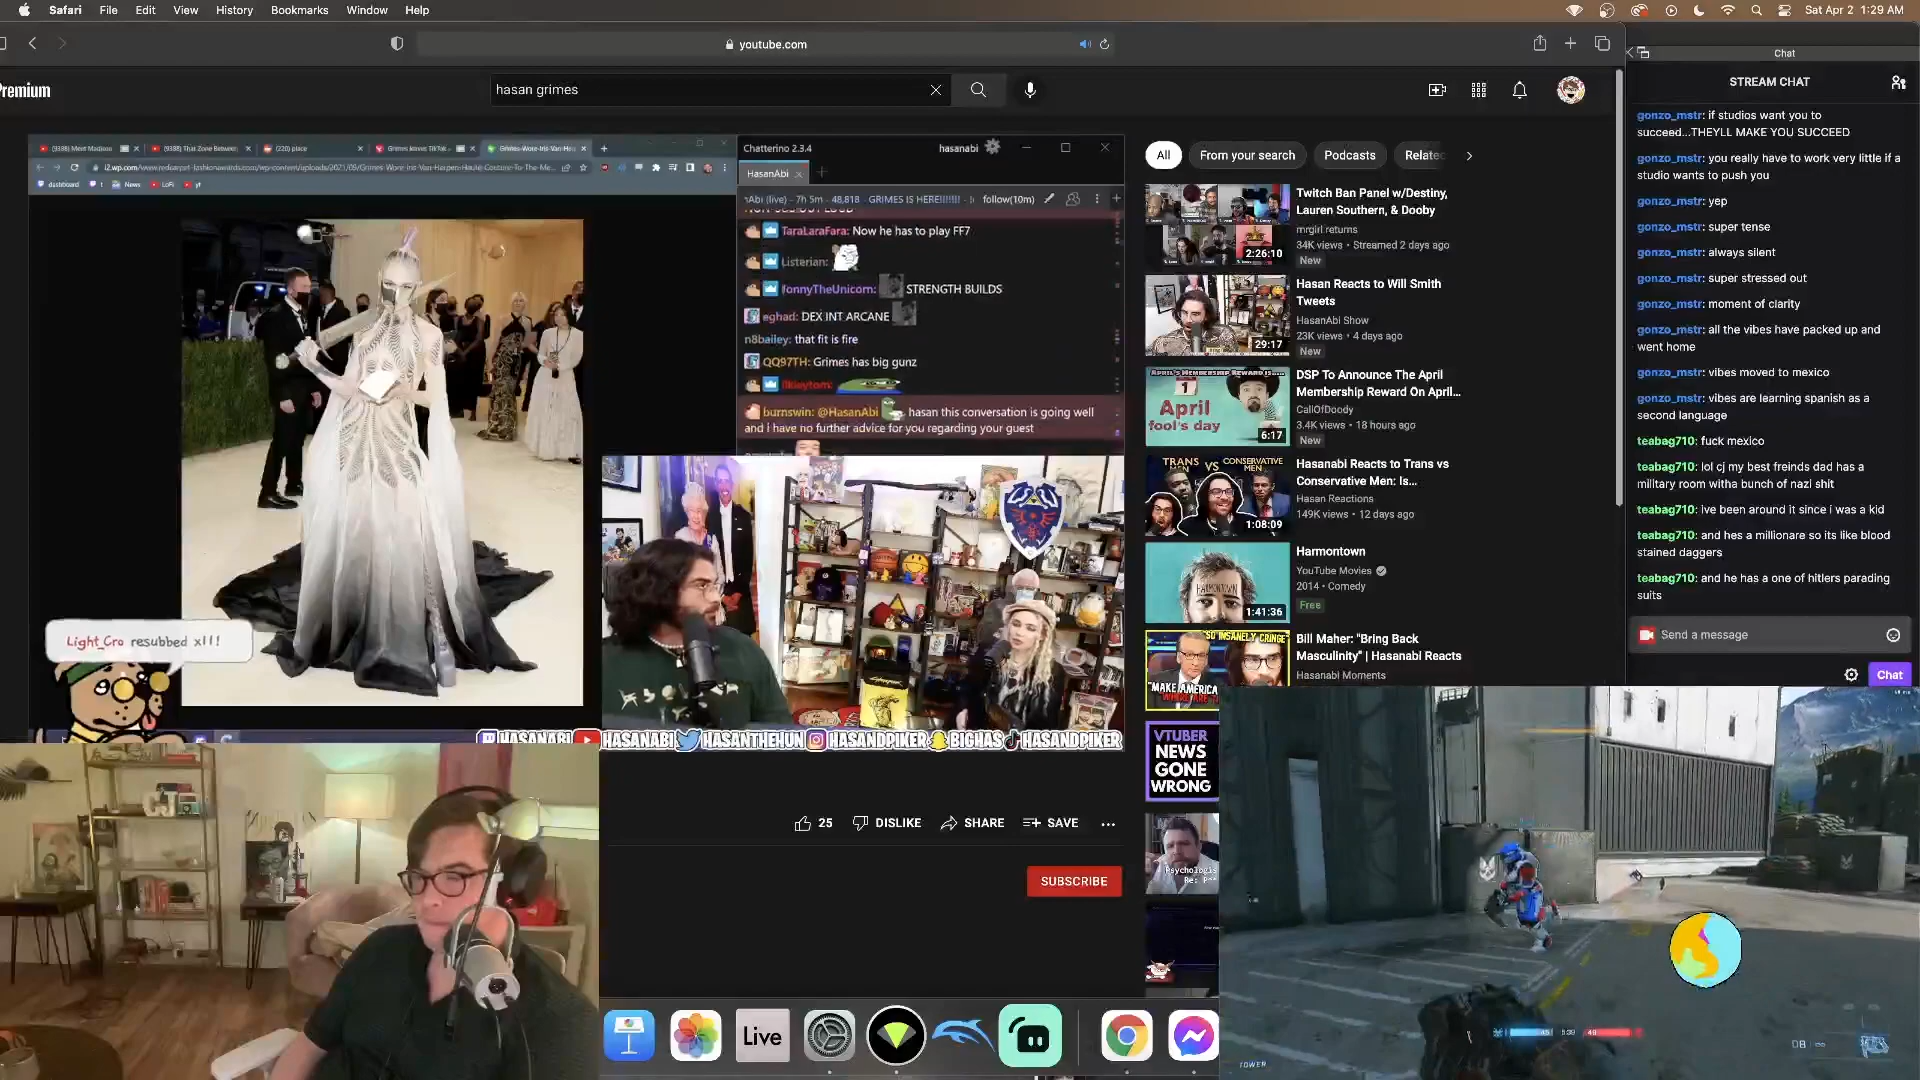 Safari File Edit View History Bookmarks Window Help
Sat Apr 2 1:29 AM
youtube.com
Premium
hasan grimes
Chatterino 2.3.4
hasanabi
HasanAbi
(live) - 7h 5m - 48,818 - GRIMES IS HERE!!!!!!!
follow(10m)
TaraLaraFara: Now he has to play FF7
Listerian:
fonnyTheUnicorn: STRENGTH BUILDS
eghad: DEX INT ARCANE
n8bailey: that fit is fire
QQ97TH: Grimes has big gunz
burnswin: @HasanAbi hasan this conversation is going well
and i have no further advice for you regarding your guest
Light_Cro resubbed x11!
HASANABI HASANABI HASANTHEHUN HASANDPIKER BIGHAS HASANDPIKER
25 DISLIKE SHARE SAVE
SUBSCRIBE
Live
All From your search Podcasts Related
Twitch Ban Panel w/Destiny,
Lauren Southern, & Dooby
mrgirl returns
34K views • Streamed 2 days ago
New
2:26:10
Hasan Reacts to Will Smith
Tweets
HasanAbi Show
23K views • 4 days ago
New
29:17
DSP To Announce The April
Membership Reward On April...
CallOfDoody
3.4K views • 18 hours ago
New
April
fool's day
6:17
Hasanabi Reacts to Trans vs
Conservative Men: Is...
Hasan Reactions
149K views • 12 days ago
TRANS MEN VS CONSERVATIVE MEN
1:08:09
Harmontown
YouTube Movies
2014 • Comedy
Free
HARMONTOWN
1:41:36
Bill Maher: "Bring Back
Masculinity" | Hasanabi Reacts
Hasanabi Moments
"MAKE AMERICA
VTUBER
NEWS
GONE
WRONG
Chat
STREAM CHAT
gonzo_mstr: if studios want you to
succeed...THEYLL MAKE YOU SUCCEED
gonzo_mstr: you really have to work very little if a
studio wants to push you
gonzo_mstr: yep
gonzo_mstr: super tense
gonzo_mstr: always silent
gonzo_mstr: super stressed out
gonzo_mstr: moment of clarity
gonzo_mstr: all the vibes have packed up and
went home
gonzo_mstr: vibes moved to mexico
gonzo_mstr: vibes are learning spanish as a
second language
teabag710: fuck mexico
teabag710: lol cj my best freinds dad has a
military room witha bunch of nazi shit
teabag710: ive been around it since i was a kid
teabag710: and hes a millionare so its like blood
stained daggers
teabag710: and he has a one of hitlers parading
suits
Send a message
Chat
TOWER